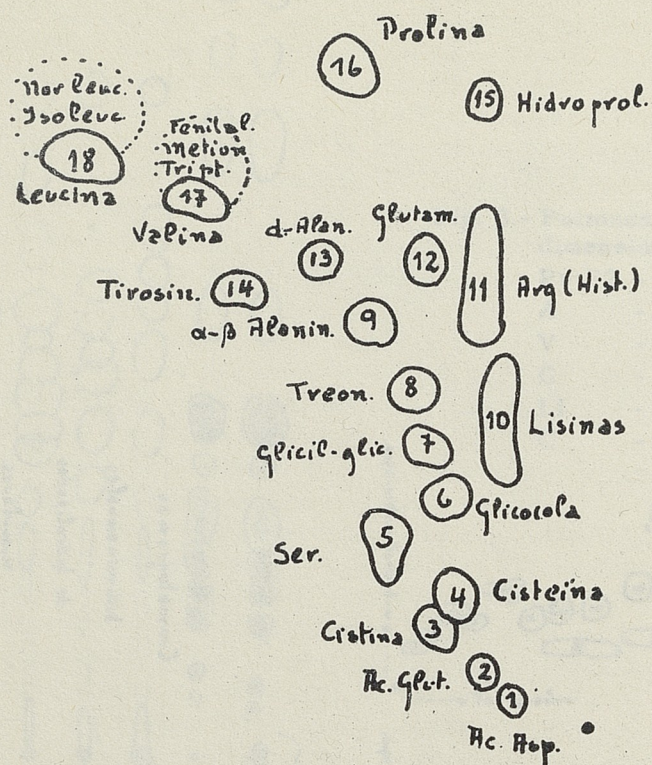 Prolina
16
15 Hidroprol.
Nor leuc.
Isoleuc
18
Leucina
Fenilal.
Metion
Tript.
17
Valina
d-Alan.
13
Glutam.
12
11 Arg (Hist.)
Tirosin. 14
α-β Alanin. 9
Treon. 8
10 Lisinas
Glicil-glic. 7
6 Glicocola
Ser. 5
4 Cisteína
Cistina 3
Ac. Glut. 2
1
Ac. Asp.